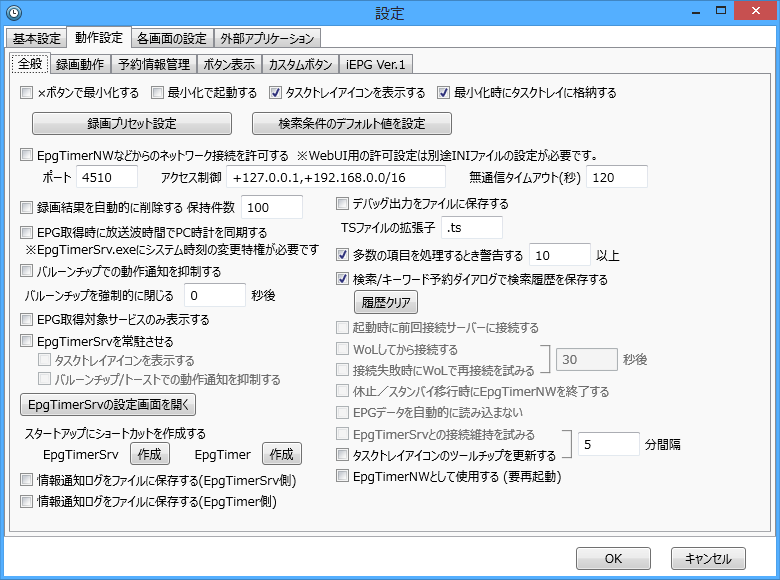 設定
基本設定 動作設定 各画面の設定 外部アプリケーション
全般 録画動作 予約情報管理 ボタン表示 カスタムボタン iEPG Ver.1
×ボタンで最小化する 最小化で起動する タスクトレイアイコンを表示する 最小化時にタスクトレイに格納する
録画プリセット設定 検索条件のデフォルト値を設定
EpgTimerNWなどからのネットワーク接続を許可する ※WebUI用の許可設定は別途INIファイルの設定が必要です。
ポート 4510 アクセス制御 +127.0.0.1,+192.168.0.0/16 無通信タイムアウト(秒) 120
録画結果を自動的に削除する 保持件数 100
EPG取得時に放送波時間でPC時計を同期する
※EpgTimerSrv.exeにシステム時刻の変更特権が必要です
バルーンチップでの動作通知を抑制する
バルーンチップを強制的に閉じる 0 秒後
EPG取得対象サービスのみ表示する
EpgTimerSrvを常駐させる
タスクトレイアイコンを表示する
バルーンチップ/トーストでの動作通知を抑制する
EpgTimerSrvの設定画面を開く
スタートアップにショートカットを作成する
EpgTimerSrv 作成 EpgTimer 作成
情報通知ログをファイルに保存する(EpgTimerSrv側)
情報通知ログをファイルに保存する(EpgTimer側)
デバッグ出力をファイルに保存する
TSファイルの拡張子 .ts
多数の項目を処理するとき警告する 10 以上
検索/キーワード予約ダイアログで検索履歴を保存する
履歴クリア
起動時に前回接続サーバーに接続する
WoLしてから接続する
接続失敗時にWoLで再接続を試みる 30 秒後
休止／スタンバイ移行時にEpgTimerNWを終了する
EPGデータを自動的に読み込まない
EpgTimerSrvとの接続維持を試みる
タスクトレイアイコンのツールチップを更新する 5 分間隔
EpgTimerNWとして使用する (要再起動)
OK キャンセル